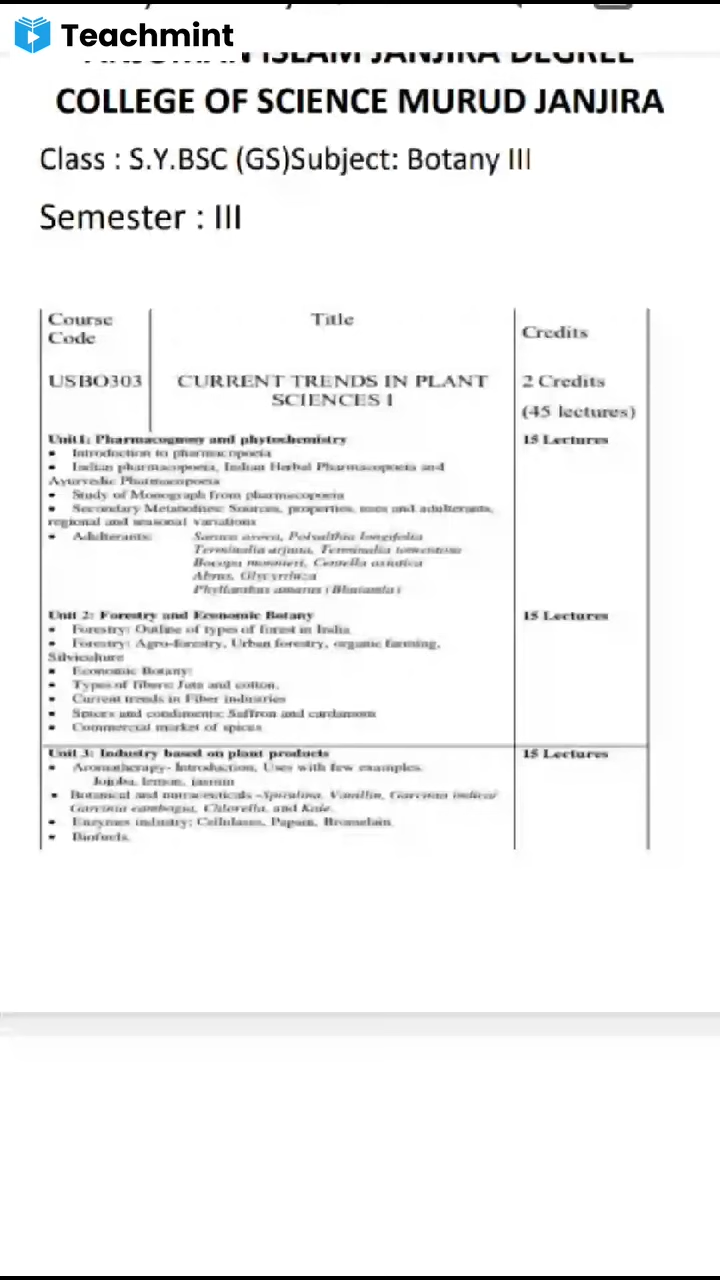 Teachmint
COLLEGE OF SCIENCE MURUD JANJIRA
Class : S.Y.BSC (GS)Subject: Botany III
Semester : III
Course Code
Title
Credits
USBO303
CURRENT TRENDS IN PLANT
SCIENCES I
2 Credits
(45 lectures)
Unit1: Pharmacognosy and phytochemistry
15 Lectures
• Introduction to pharmacopoeia
• Indian pharmacopoeia, Indian Herbal Pharmacopoeia and
Ayurvedic Pharmacopoeia
• Study of Monograph from pharmacopoeia
• Secondary Metabolites: Sources, properties, uses and adulterants,
regional and seasonal variations
• Adulterants: Saraca asoca, Polyalthia longifolia
Terminalia arjuna, Terminalia tomentosa
Bacopa monnieri, Centella asiatica
Abrus, Glycyrrhiza
Phyllanthus amarus (Bhuiamla)
Unit 2: Forestry and Economic Botany
15 Lectures
• Forestry: Outline of types of forest in India
• Forestry: Agro-forestry, Urban forestry, organic farming,
Silviculture
• Economic Botany:
• Types of fibers: Jute and cotton,
• Current trends in Fiber industries
• Spices and condiments: Saffron and cardamom
• Commercial market of spices
Unit 3: Industry based on plant products
15 Lectures
• Aromatherapy- Introduction, Uses with few examples
Jojoba, lemon, jasmin
• Botanical and nutraceuticals -Spirulina, Vanillin, Garcinia indica/
Garcinia cambogia, Chlorella, and Kale
• Enzymes industry: Cellulases, Papain, Bromelain
• Biofuels